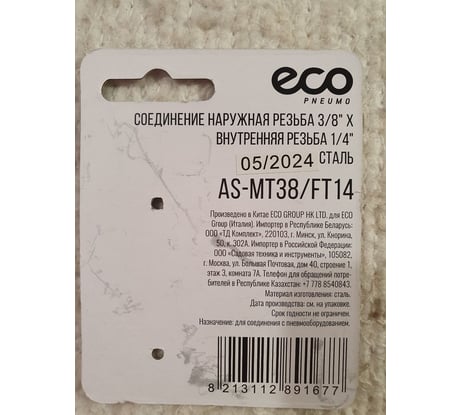 eco
PNEUMO
СОЕДИНЕНИЕ НАРУЖНАЯ РЕЗЬБА 3/8" X
ВНУТРЕННЯЯ РЕЗЬБА 1/4"
05/2024 СТАЛЬ
AS-MT38/FT14
Произведено в Китае ECO GROUP HK LTD. для ECO
Group (Италия). Импортер в Республике Беларусь:
ООО «ТД Комплект», 220103, г. Минск, ул. Кнорина,
50, к. 302А. Импортер в Российской Федерации:
ООО «Садовая техника и инструменты», 105082,
г. Москва, ул. Большая Почтовая, дом 40, строение 1,
этаж 3, комната 7А. Телефон для обращений потре-
бителей в Республике Казахстан: +7 778 8540843.
Материал изготовления: сталь.
Дата производства: см. на упаковке.
Срок годности не ограничен.
Назначение: для соединения с пневмооборудованием.
8 213112 891677